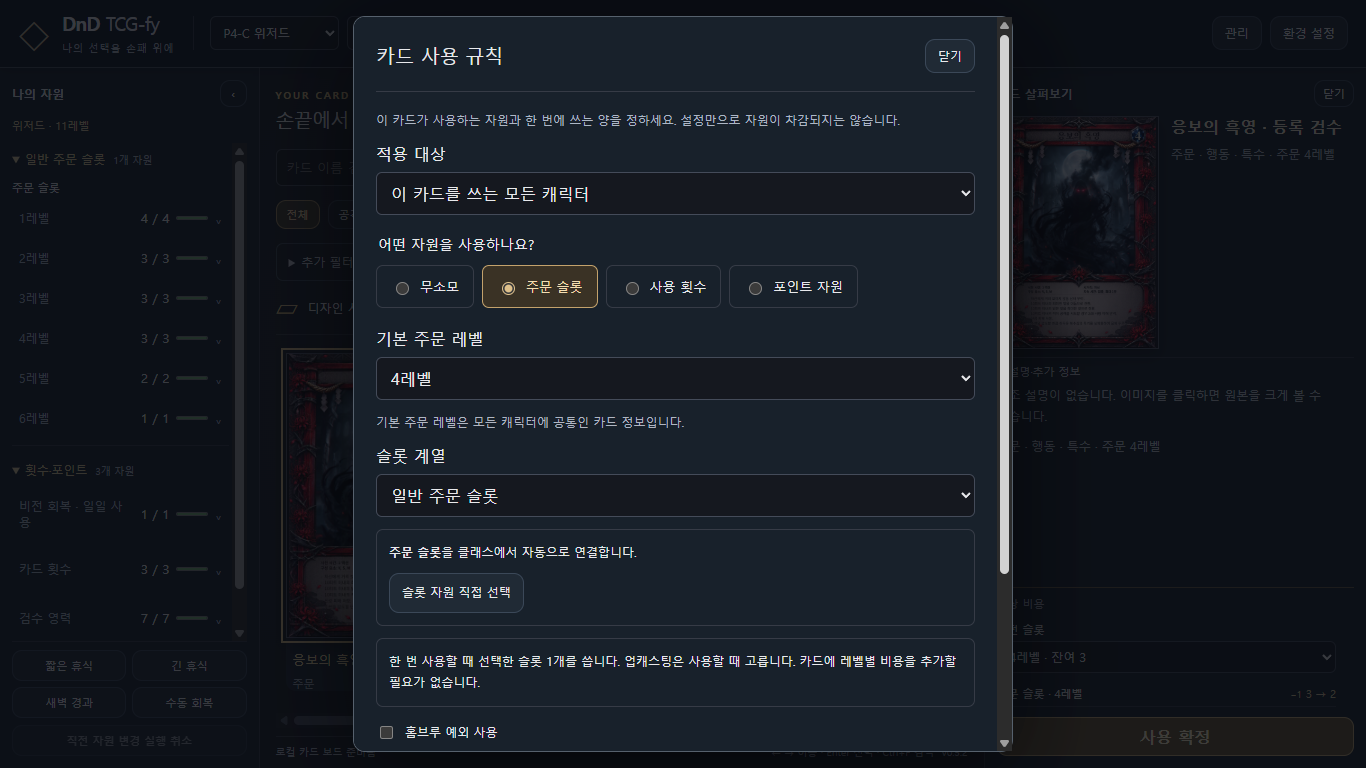 DnD TCG-fy
나의 선택을 손패 위에
P4-C 위저드
관리
환경 설정
나의 자원
위저드 · 11레벨
▼ 일반 주문 슬롯 1개 자원
주문 슬롯
1레벨 4 / 4
2레벨 3 / 3
3레벨 3 / 3
4레벨 3 / 3
5레벨 2 / 2
6레벨 1 / 1
▼ 횟수·포인트 3개 자원
비전 회복 · 일일 사용 1 / 1
카드 횟수 3 / 3
검수 영력 7 / 7
짧은 휴식
긴 휴식
새벽 경과
수동 회복
직전 자원 변경 실행 취소
YOUR CARD
손끝에서
카드 이름
전체
▶ 추가 필터
디자인
응보의 흑영
주문
카드 사용 규칙
닫기
이 카드가 사용하는 자원과 한 번에 쓰는 양을 정하세요. 설정만으로 자원이 차감되지는 않습니다.
적용 대상
이 카드를 쓰는 모든 캐릭터
어떤 자원을 사용하나요?
무소모
주문 슬롯
사용 횟수
포인트 자원
기본 주문 레벨
4레벨
기본 주문 레벨은 모든 캐릭터에 공통인 카드 정보입니다.
슬롯 계열
일반 주문 슬롯
주문 슬롯을 클래스에서 자동으로 연결합니다.
슬롯 자원 직접 선택
한 번 사용할 때 선택한 슬롯 1개를 씁니다. 업캐스팅은 사용할 때 고릅니다. 카드에 레벨별 비용을 추가할
필요가 없습니다.
홈브루 예외 사용
살펴보기
닫기
응보의 흑영 · 등록 검수
주문 · 행동 · 특수 · 주문 4레벨
추가 정보
설명이 없습니다. 이미지를 클릭하면 원본을 크게 볼 수
습니다.
· 행동 · 특수 · 주문 4레벨
비용
슬롯
4레벨 · 잔여 3
슬롯 · 4레벨
−1 3 → 2
사용 확정